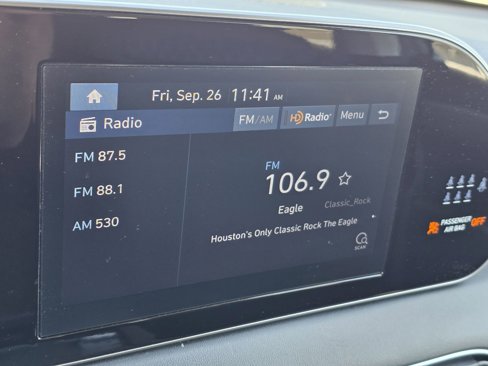 Fri, Sep. 26 11:41 AM
Radio
FM/AM
HD Radio
Menu
FM 87.5
FM 88.1
AM 530
FM
106.9
Eagle
Classic_Rock
Houston's Only Classic Rock The Eagle
SCAN
PASSENGER
AIR BAG
OFF